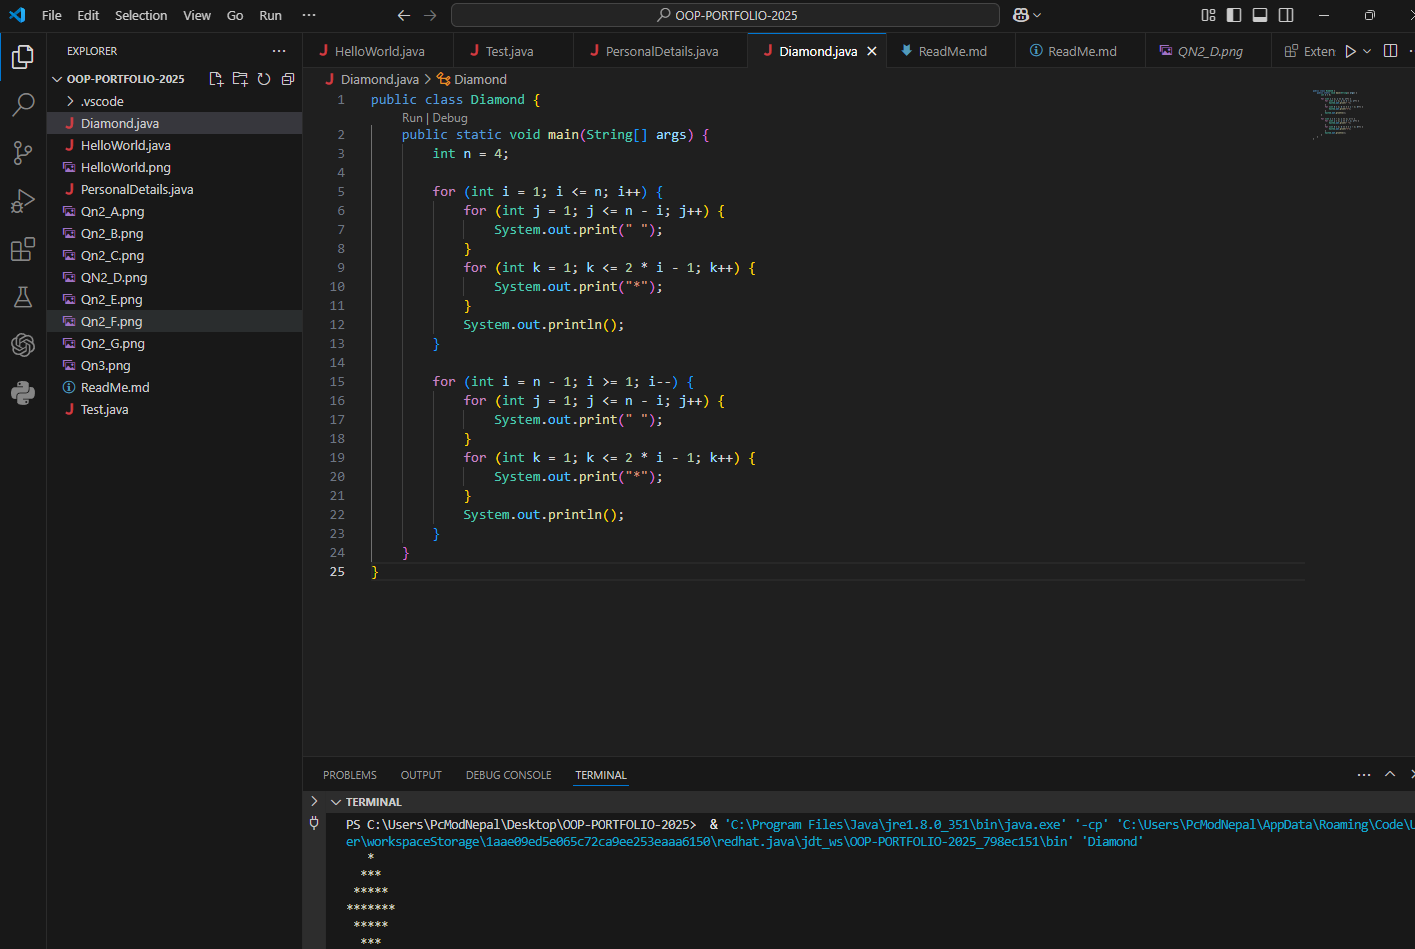 File Edit Selection View Go Run ··· OOP-PORTFOLIO-2025
EXPLORER ···
OOP-PORTFOLIO-2025
.vscode
Diamond.java
HelloWorld.java
HelloWorld.png
PersonalDetails.java
Qn2_A.png
Qn2_B.png
Qn2_C.png
QN2_D.png
Qn2_E.png
Qn2_F.png
Qn2_G.png
Qn3.png
ReadMe.md
Test.java
HelloWorld.java Test.java PersonalDetails.java Diamond.java ReadMe.md ReadMe.md QN2_D.png Exten
Diamond.java > Diamond
1 public class Diamond {
Run | Debug
2     public static void main(String[] args) {
3         int n = 4;
4
5         for (int i = 1; i <= n; i++) {
6             for (int j = 1; j <= n - i; j++) {
7                 System.out.print(" ");
8             }
9             for (int k = 1; k <= 2 * i - 1; k++) {
10                 System.out.print("*");
11             }
12             System.out.println();
13         }
14
15         for (int i = n - 1; i >= 1; i--) {
16             for (int j = 1; j <= n - i; j++) {
17                 System.out.print(" ");
18             }
19             for (int k = 1; k <= 2 * i - 1; k++) {
20                 System.out.print("*");
21             }
22             System.out.println();
23         }
24     }
25 }
PROBLEMS OUTPUT DEBUG CONSOLE TERMINAL
TERMINAL
PS C:\Users\PcModNepal\Desktop\OOP-PORTFOLIO-2025>  & 'C:\Program Files\Java\jre1.8.0_351\bin\java.exe' '-cp' 'C:\Users\PcModNepal\AppData\Roaming\Code\U
er\workspaceStorage\1aae09ed5e065c72ca9ee253eaaa6150\redhat.java\jdt_ws\OOP-PORTFOLIO-2025_798ec151\bin' 'Diamond'
   *
  ***
 *****
*******
 *****
  ***